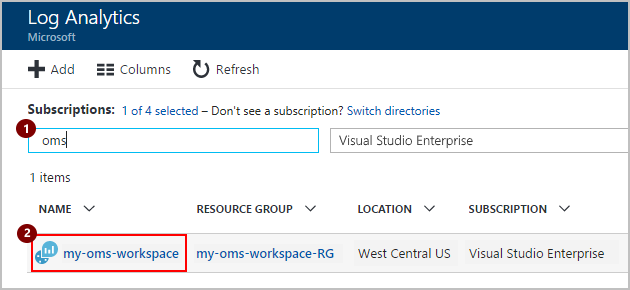 Log Analytics
Microsoft
Add Columns Refresh
Subscriptions: 1 of 4 selected – Don't see a subscription? Switch directories
1 oms Visual Studio Enterprise
1 items
NAME RESOURCE GROUP LOCATION SUBSCRIPTION
2 my-oms-workspace my-oms-workspace-RG West Central US Visual Studio Enterprise